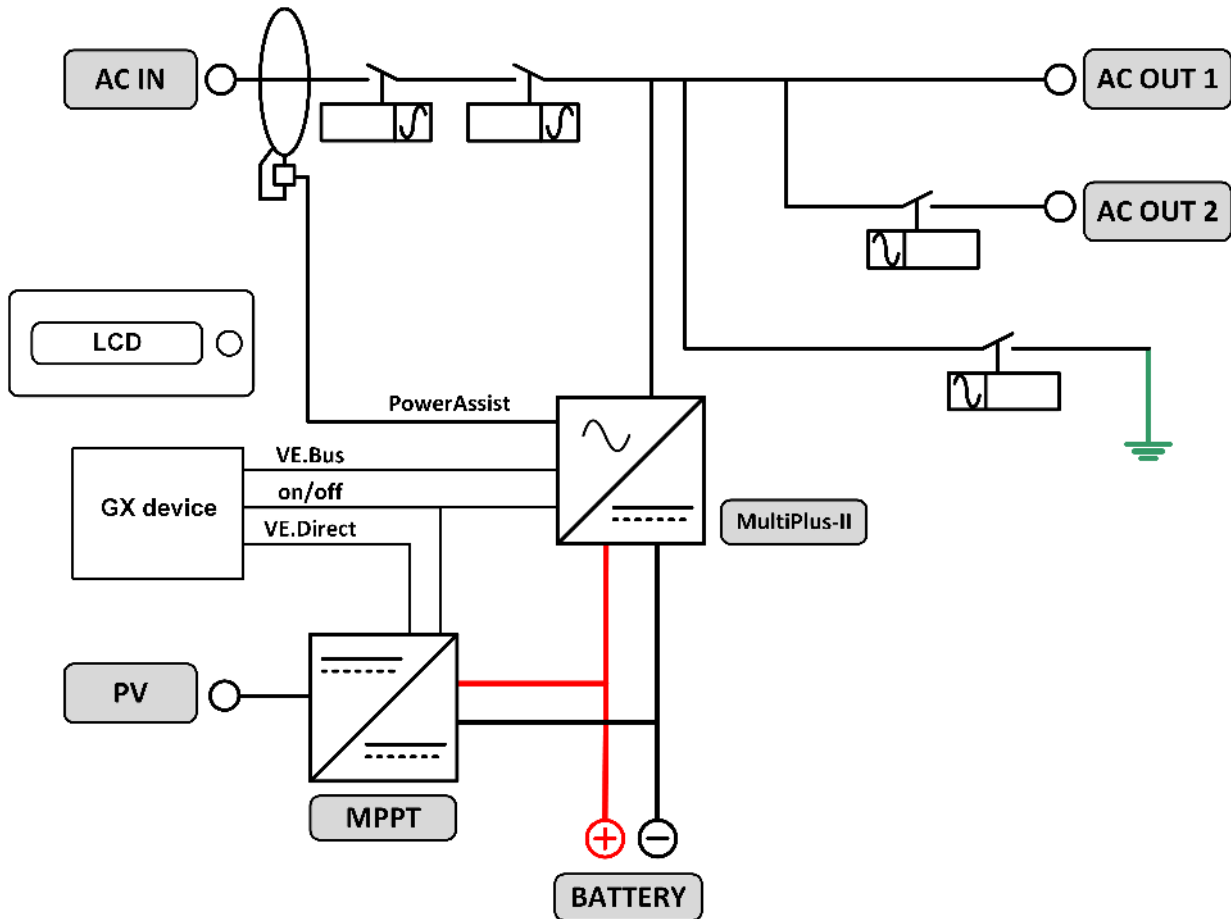 AC IN
AC OUT 1
AC OUT 2
LCD
PowerAssist
VE.Bus
on/off
GX device
VE.Direct
MultiPlus-II
PV
MPPT
BATTERY